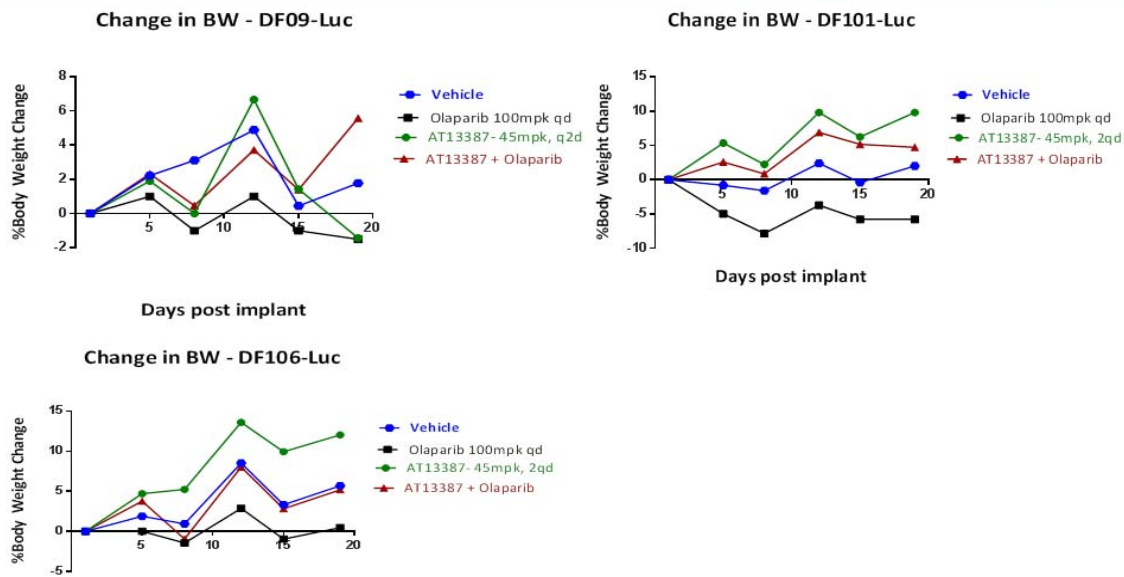 Change in BW - DF09-Luc
%Body Weight Change
8
6
4
2
0
-2
5
10
15
20
Vehicle
Olaparib 100mpk qd
AT13387- 45mpk, q2d
AT13387 + Olaparib
Days post implant
Change in BW - DF101-Luc
%Body Weight Change
15
10
5
0
-5
-10
5
10
15
20
Vehicle
Olaparib 100mpk qd
AT13387- 45mpk, 2qd
AT13387 + Olaparib
Days post implant
Change in BW - DF106-Luc
%Body Weight Change
15
10
5
0
-5
5
10
15
20
Vehicle
Olaparib 100mpk qd
AT13387- 45mpk, 2qd
AT13387 + Olaparib